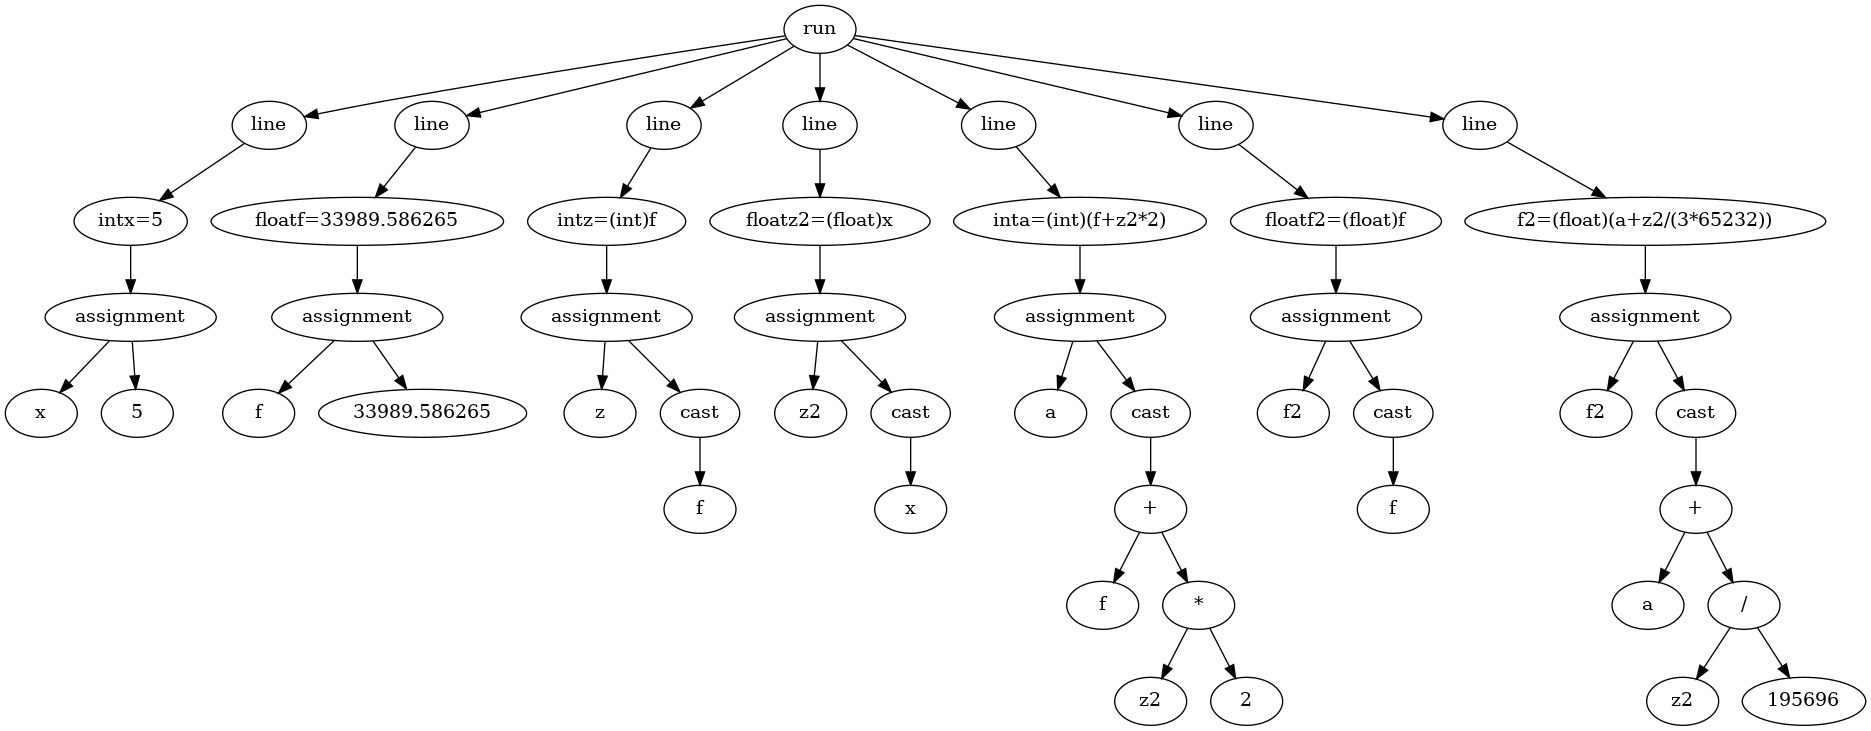 run
line line line line line line line
intx=5 floatf=33989.586265 intz=(int)f floatz2=(float)x inta=(int)(f+z2*2) floatf2=(float)f f2=(float)(a+z2/(3*65232))
assignment assignment assignment assignment assignment assignment assignment
x 5 f 33989.586265 z cast z2 cast a cast f2 cast f2 cast
f x + f +
f * a /
z2 2 z2 195696